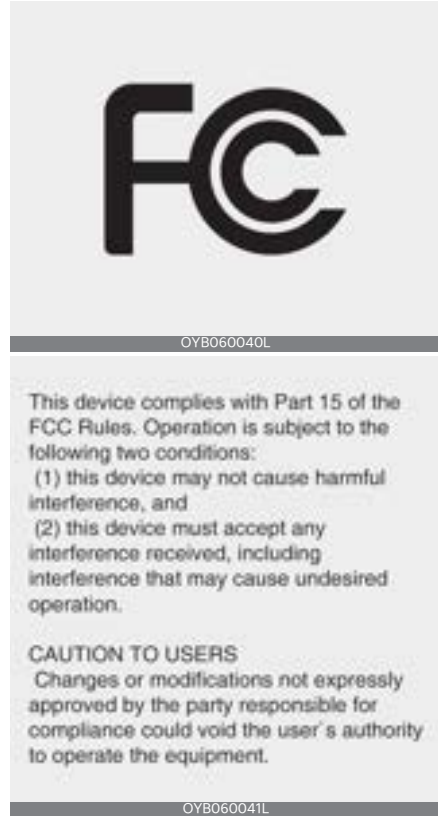 FCC
OYB060040L
This device complies with Part 15 of the
FCC Rules. Operation is subject to the
following two conditions:
(1) this device may not cause harmful
interference, and
(2) this device must accept any
interference received, including
interference that may cause undesired
operation.
CAUTION TO USERS
Changes or modifications not expressly
approved by the party responsible for
compliance could void the user`s authority
to operate the equipment.
OYB060041L